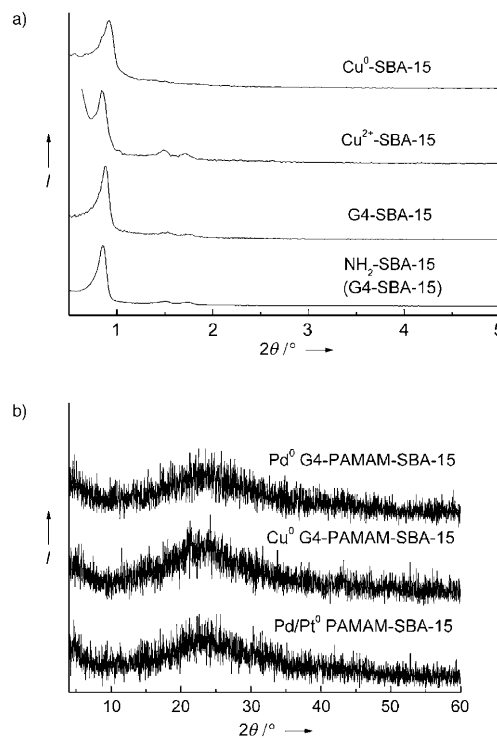 a)
Cu⁰-SBA-15
Cu²⁺-SBA-15
G4-SBA-15
NH₂-SBA-15
(G4-SBA-15)
I
1 2 3 4 5
2θ /°
b)
Pd⁰ G4-PAMAM-SBA-15
Cu⁰ G4-PAMAM-SBA-15
Pd/Pt⁰ PAMAM-SBA-15
I
10 20 30 40 50 60
2θ /°